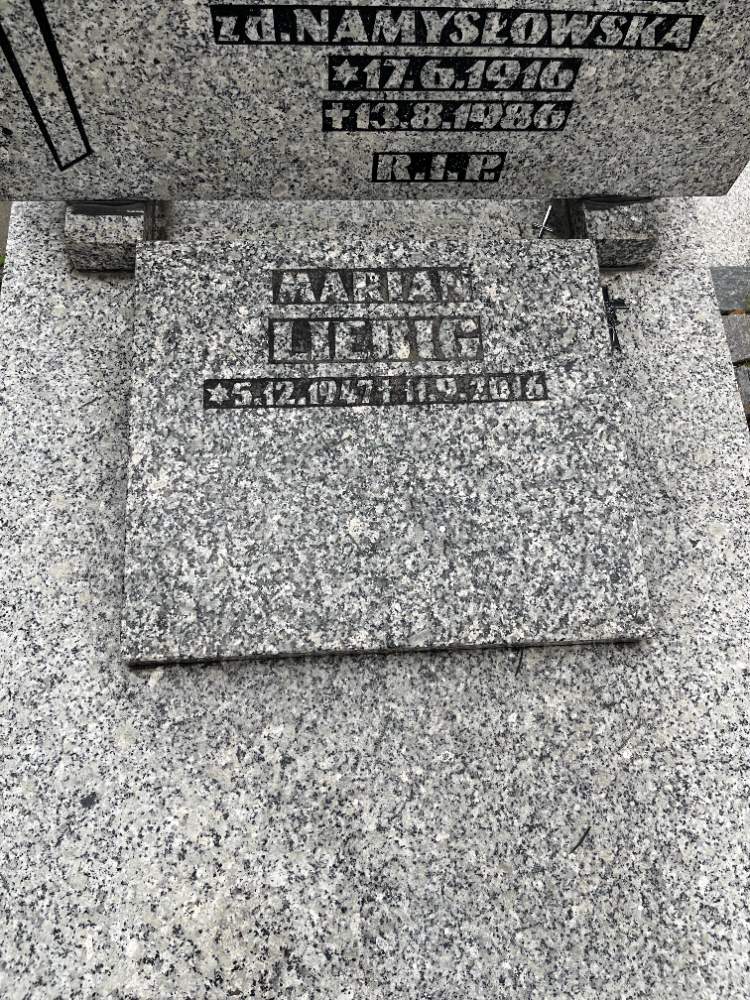 zd.NAMYSŁOWSKA
*17.6.1916
+13.8.1986
R.I.P.
MARIAN
LIEBIG
*5.12.1947 † 11.9.2016